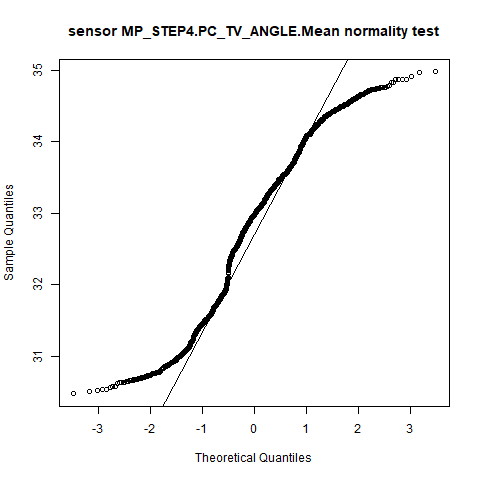 sensor MP_STEP4.PC_TV_ANGLE.Mean normality test
35
34
33
32
31
Sample Quantiles
-3 -2 -1 0 1 2 3
Theoretical Quantiles